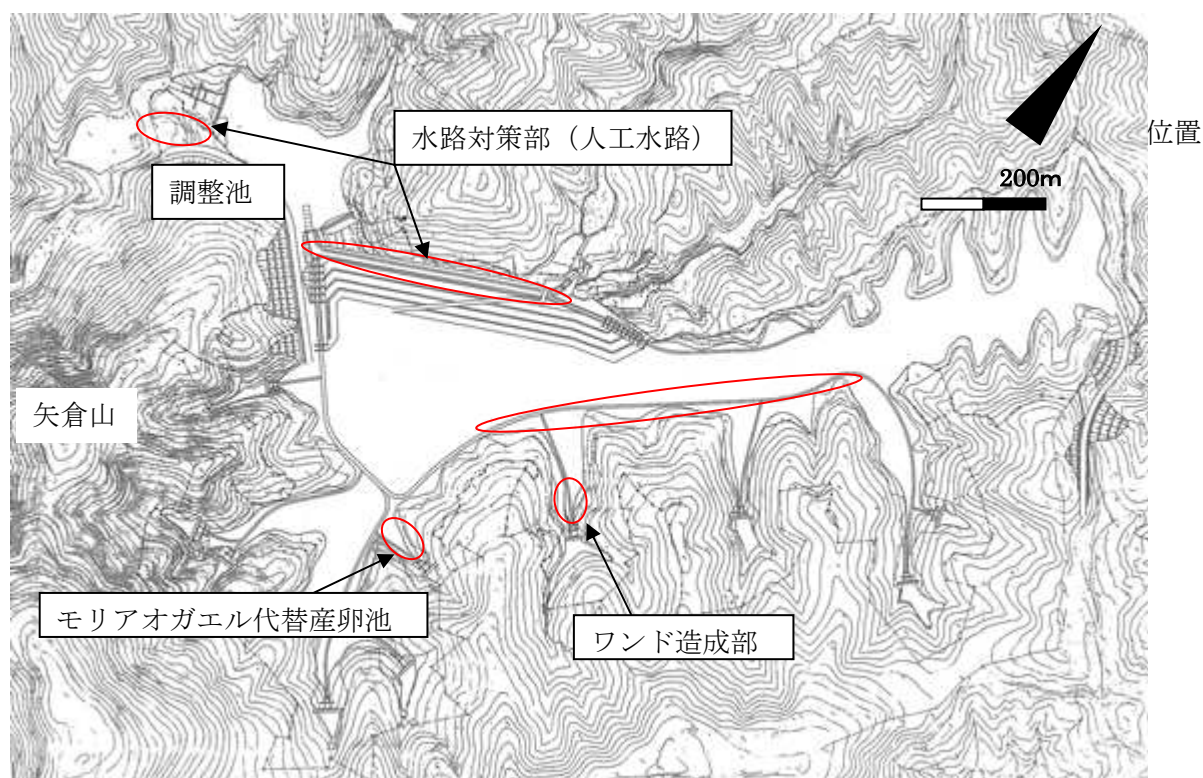 水路対策部（人工水路）
位置
調整池
200m
矢倉山
モリアオガエル代替産卵池
ワンド造成部